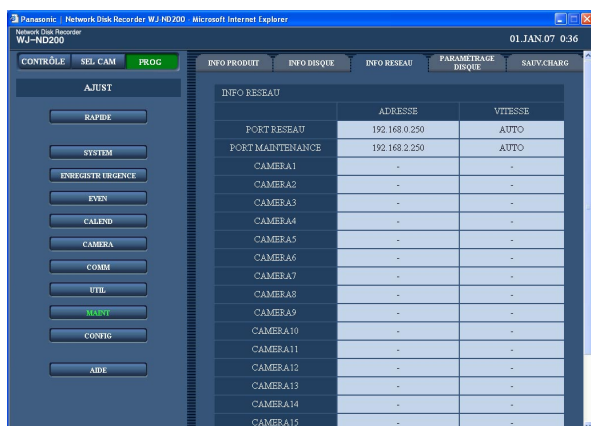 Panasonic | Network Disk Recorder WJ-ND200 - Microsoft Internet Explorer
Network Disk Recorder
WJ-ND200
01.JAN.07 0:36
CONTRÔLE SEL CAM PROG
INFO PRODUIT INFO DISQUE INFO RESEAU PARAMÉTRAGE DISQUE SAUV.CHARG
AJUST
RAPIDE
SYSTEM
ENREGISTR URGENCE
EVEN
CALEND
CAMERA
COMM
UTIL
MAINT
CONFIG
AIDE
INFO RESEAU
ADRESSE VITESSE
PORT RESEAU 192.168.0.250 AUTO
PORT MAINTENANCE 192.168.2.250 AUTO
CAMERA1 - -
CAMERA2 - -
CAMERA3 - -
CAMERA4 - -
CAMERA5 - -
CAMERA6 - -
CAMERA7 - -
CAMERA8 - -
CAMERA9 - -
CAMERA10 - -
CAMERA11 - -
CAMERA12 - -
CAMERA13 - -
CAMERA14 - -
CAMERA15 - -